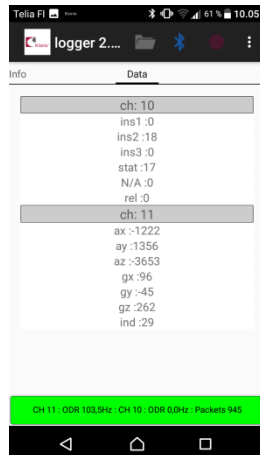 Telia FI 61 % 10.05
logger 2....
Info Data
ch: 10
ins1 :0
ins2 :18
ins3 :0
stat :17
N/A :0
rel :0
ch: 11
ax :-1222
ay :1356
az :-3653
gx :96
gy :-45
gz :262
ind :29
CH 11 : ODR 103,5Hz : CH 10 : ODR 0,0Hz : Packets 945